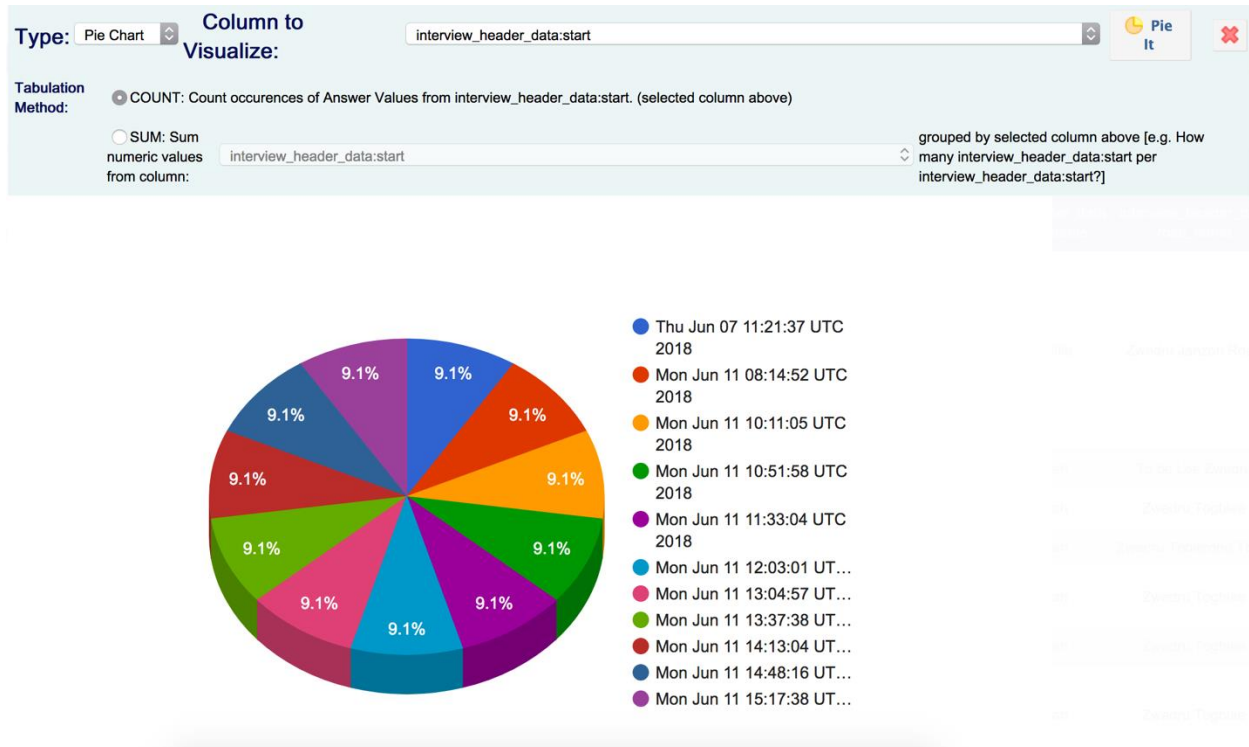 Type: Pie Chart
Column to
Visualize:
interview_header_data:start
Pie
It
Tabulation
Method:
COUNT: Count occurences of Answer Values from interview_header_data:start. (selected column above)
SUM: Sum
numeric values
from column:
interview_header_data:start
grouped by selected column above [e.g. How
many interview_header_data:start per
interview_header_data:start?]
9.1%
9.1%
9.1%
9.1%
9.1%
9.1%
9.1%
9.1%
9.1%
9.1%
9.1%
Thu Jun 07 11:21:37 UTC
2018
Mon Jun 11 08:14:52 UTC
2018
Mon Jun 11 10:11:05 UTC
2018
Mon Jun 11 10:51:58 UTC
2018
Mon Jun 11 11:33:04 UTC
2018
Mon Jun 11 12:03:01 UT…
Mon Jun 11 13:04:57 UT…
Mon Jun 11 13:37:38 UT…
Mon Jun 11 14:13:04 UT…
Mon Jun 11 14:48:16 UT…
Mon Jun 11 15:17:38 UT…